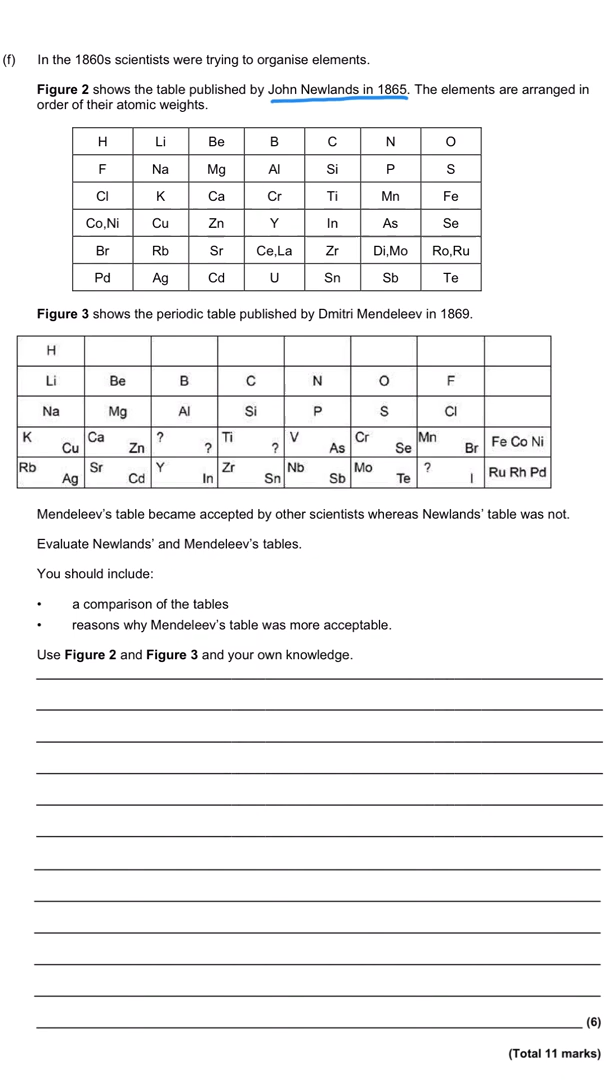 (f) In the 1860s scientists were trying to organise elements.
Figure 2 shows the table published by John Newlands in 1865. The elements are arranged in
order of their atomic weights.
H Li Be B C N O
F Na Mg Al Si P S
Cl K Ca Cr Ti Mn Fe
Co,Ni Cu Zn Y In As Se
Br Rb Sr Ce,La Zr Di,Mo Ro,Ru
Pd Ag Cd U Sn Sb Te
Figure 3 shows the periodic table published by Dmitri Mendeleev in 1869.
H
Li Be B C N O F
Na Mg Al Si P S Cl
K Cu Ca Zn ? ? Ti ? V As Cr Se Mn Br Fe Co Ni
Rb Ag Sr Cd Y In Zr Sn Nb Sb Mo Te ? I Ru Rh Pd
Mendeleev's table became accepted by other scientists whereas Newlands' table was not.
Evaluate Newlands' and Mendeleev's tables.
You should include:
• a comparison of the tables
• reasons why Mendeleev's table was more acceptable.
Use Figure 2 and Figure 3 and your own knowledge.
(6)
(Total 11 marks)